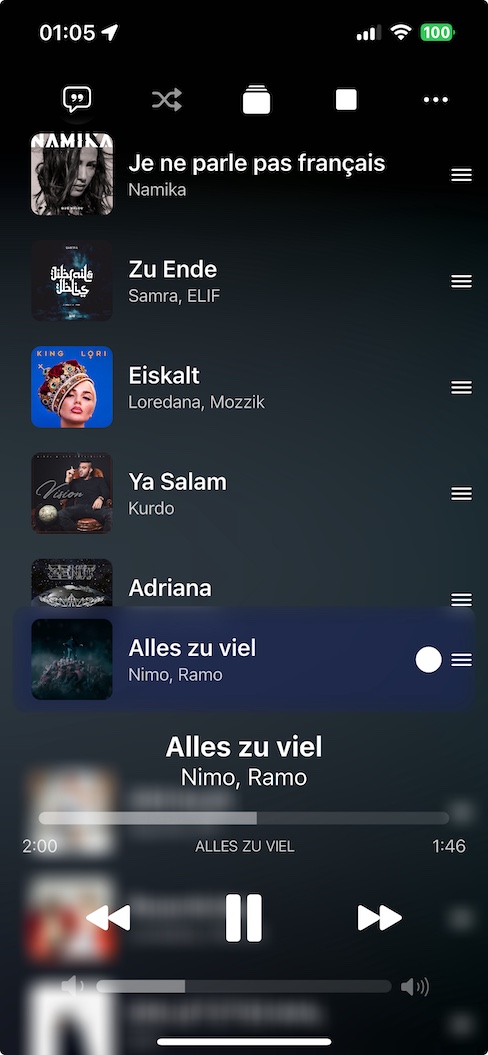 01:05
100
NAMIKA
Je ne parle pas français
Namika
Zu Ende
Samra, ELIF
KING LORI
Eiskalt
Loredana, Mozzik
Vision
Ya Salam
Kurdo
ZENIT
Adriana
Alles zu viel
Nimo, Ramo
Alles zu viel
Nimo, Ramo
2:00
ALLES ZU VIEL
1:46